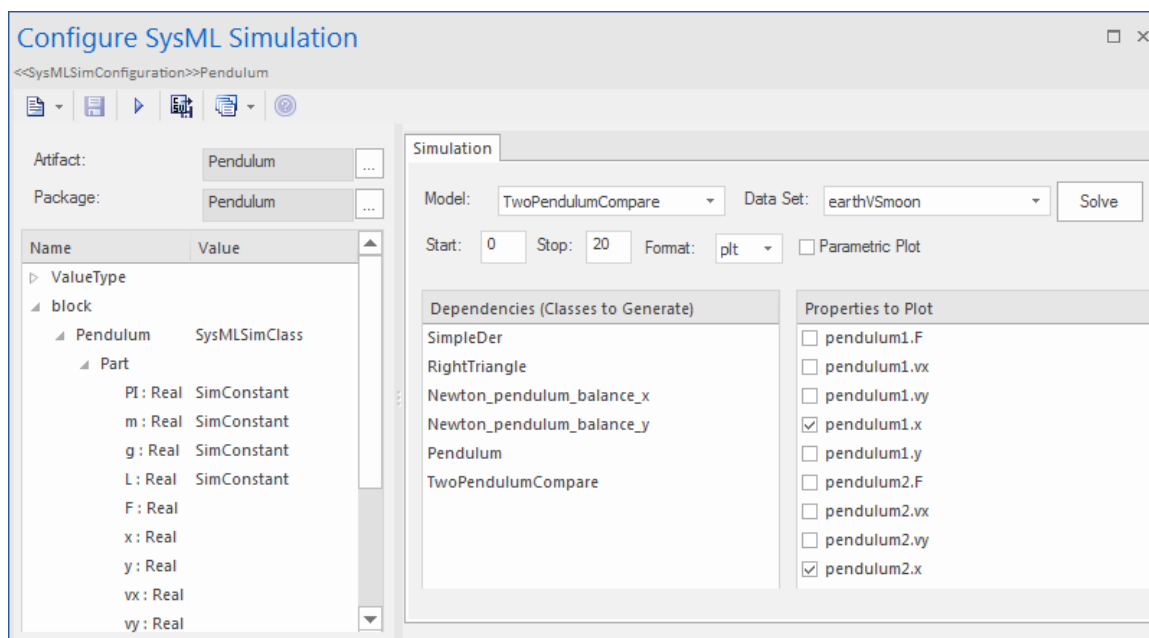 Configure SysML Simulation
<<SysMLSimConfiguration>>Pendulum
Artifact: Pendulum ...
Package: Pendulum ...
Name Value
ValueType
block
Pendulum SysMLSimClass
Part
PI : Real SimConstant
m : Real SimConstant
g : Real SimConstant
L : Real SimConstant
F : Real
x : Real
y : Real
vx : Real
vy : Real
Simulation
Model: TwoPendulumCompare Data Set: earthVSmoon Solve
Start: 0 Stop: 20 Format: plt Parametric Plot
Dependencies (Classes to Generate)
SimpleDer
RightTriangle
Newton_pendulum_balance_x
Newton_pendulum_balance_y
Pendulum
TwoPendulumCompare
Properties to Plot
pendulum1.F
pendulum1.vx
pendulum1.vy
pendulum1.x
pendulum1.y
pendulum2.F
pendulum2.vx
pendulum2.vy
pendulum2.x